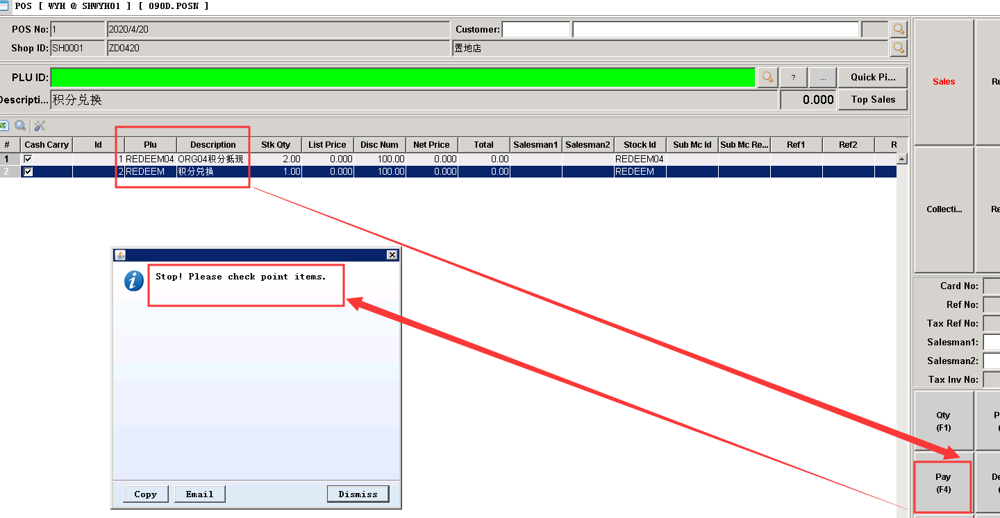 POS [ WYH @ SHWYH01 ] [ 090D.POSN ]
POS No: 1 2020/4/20 Customer:
Shop ID: SH0001 ZD0420 置地店
PLU ID: ? ... Quick Pi...
Descripti... 积分兑换 0.000 Top Sales
Sales Re
# Cash Carry Id Plu Description Stk Qty List Price Disc Num Net Price Total Salesman1 Salesman2 Stock Id Sub Mc Id Sub Mc Re... Ref1 Ref2 R
1 1 REDEEM04 ORG04积分抵现 2.00 0.000 100.00 0.000 0.00 REDEEM04
2 2 REDEEM 积分兑换 1.00 0.000 100.00 0.000 0.00 REDEEM
Collecti... Re
Stop! Please check point items.
Copy Email Dismiss
Card No:
Ref No:
Tax Ref No:
Salesman1:
Salesman2:
Tax Inv No:
Qty P
(F1) (
Pay De
(F4) (